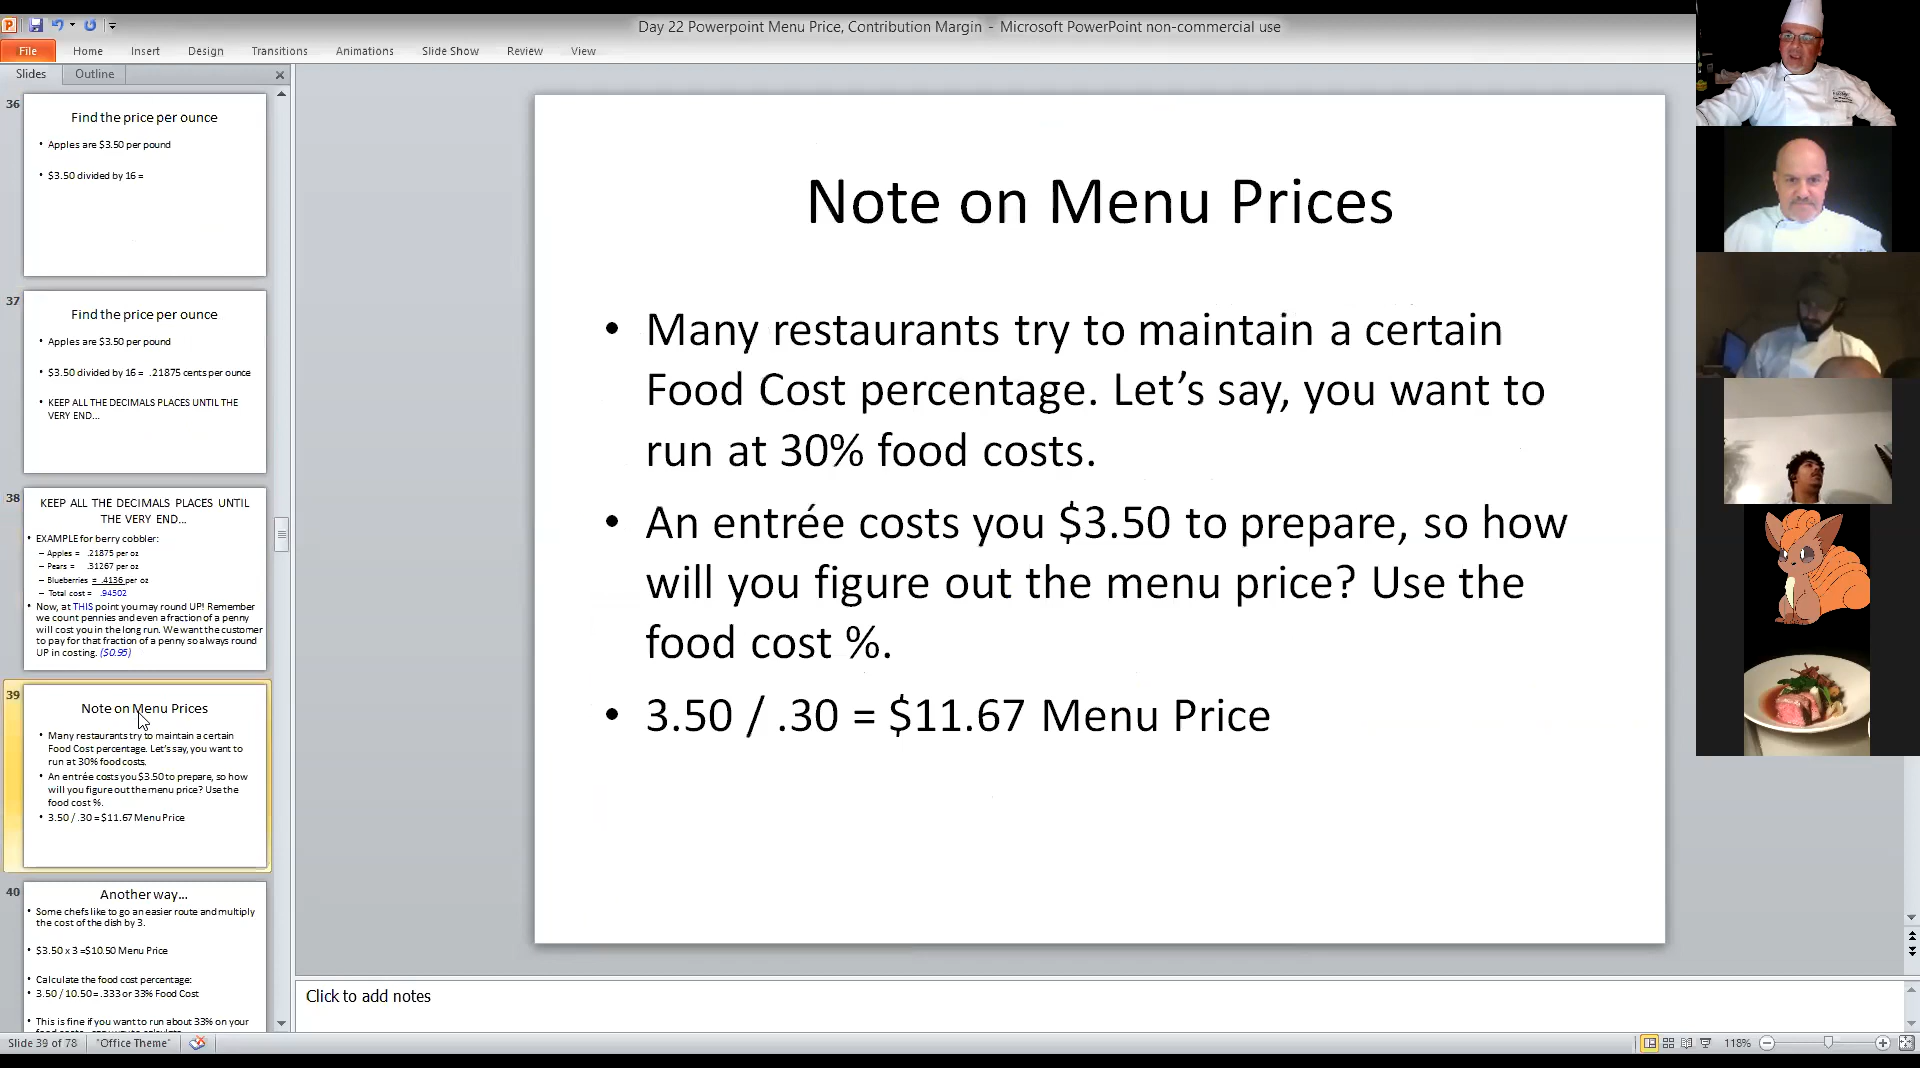 Day 22 Powerpoint Menu Price, Contribution Margin - Microsoft PowerPoint non-commercial use
File Home Insert Design Transitions Animations Slide Show Review View
Slides Outline
36
Find the price per ounce
• Apples are $3.50 per pound
• $3.50 divided by 16 =
37
Find the price per ounce
• Apples are $3.50 per pound
• $3.50 divided by 16 = .21875 cents per ounce
• KEEP ALL THE DECIMALS PLACES UNTIL THE
VERY END...
38
KEEP ALL THE DECIMALS PLACES UNTIL
THE VERY END...
• EXAMPLE for berry cobbler:
– Apples = .21875 per oz
– Pears = .31267 per oz
– Blueberries = .4136 per oz
– Total cost = .94502
• Now, at THIS point you may round UP! Remember
we count pennies and even a fraction of a penny
will cost you in the long run. We want the customer
to pay for that fraction of a penny so always round
UP in costing. ($0.95)
39
Note on Menu Prices
• Many restaurants try to maintain a certain
Food Cost percentage. Let's say, you want to
run at 30% food costs.
• An entrée costs you $3.50 to prepare, so how
will you figure out the menu price? Use the
food cost %.
• 3.50 / .30 = $11.67 Menu Price
40
Another way...
• Some chefs like to go an easier route and multiply
the cost of the dish by 3.
• $3.50 x 3 =$10.50 Menu Price
• Calculate the food cost percentage:
• 3.50 / 10.50 = .333 or 33% Food Cost
• This is fine if you want to run about 33% on your
Note on Menu Prices
• Many restaurants try to maintain a certain
Food Cost percentage. Let’s say, you want to
run at 30% food costs.
• An entrée costs you $3.50 to prepare, so how
will you figure out the menu price? Use the
food cost %.
• 3.50 / .30 = $11.67 Menu Price
Click to add notes
Slide 39 of 78 "Office Theme" 118%